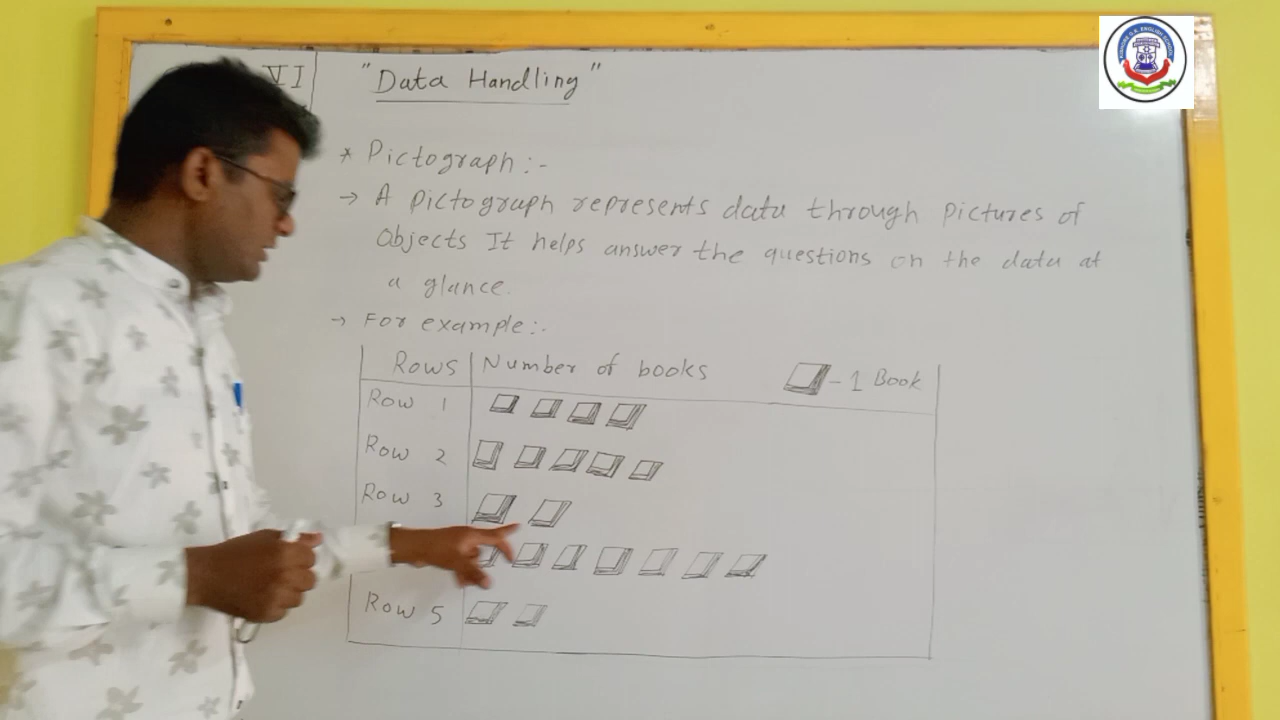 VI
"Data Handling"
* Pictograph:-
→ A pictograph represents data through pictures of
Objects It helps answer the questions on the data at
a glance.
→ For example:-
Rows Number of books - 1 Book
Row 1
Row 2
Row 3
Row 5